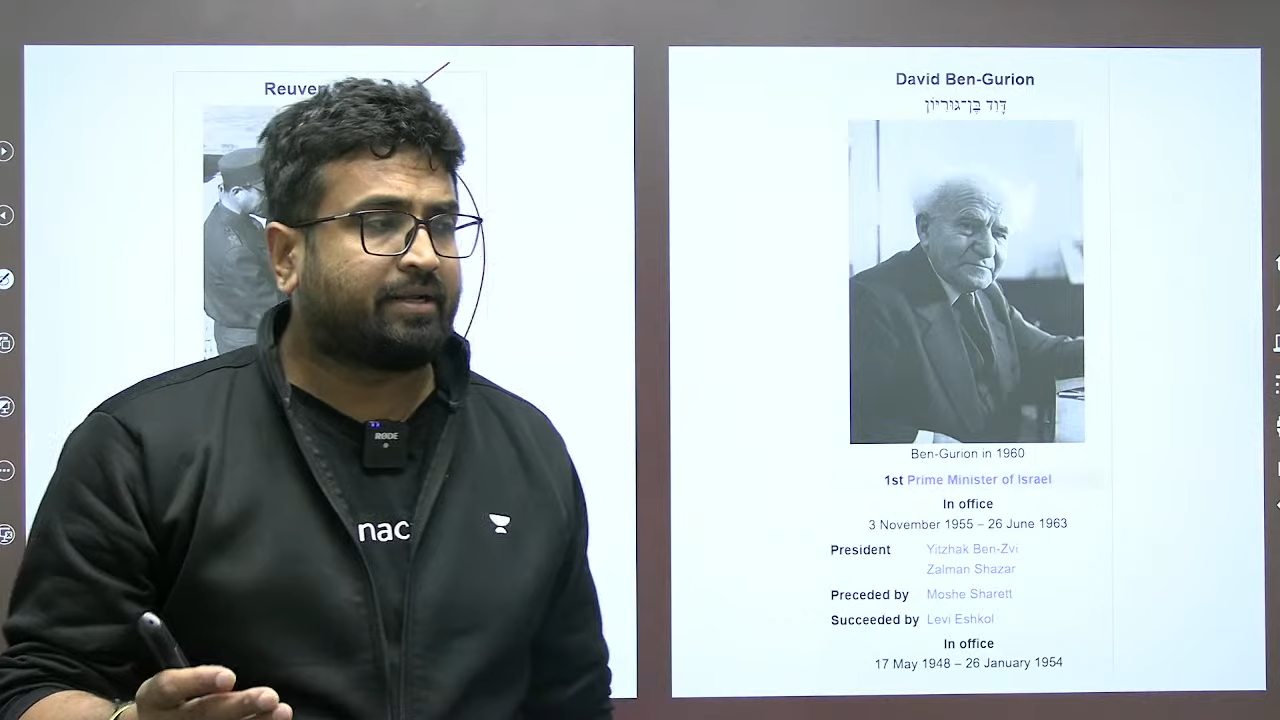 Reuven
David Ben-Gurion
דָּוִד בֶּן־גּוּרִיּוֹן
Ben-Gurion in 1960
1st Prime Minister of Israel
In office
3 November 1955 – 26 June 1963
President Yitzhak Ben-Zvi
Zalman Shazar
Preceded by Moshe Sharett
Succeeded by Levi Eshkol
In office
17 May 1948 – 26 January 1954
RØDE
nac